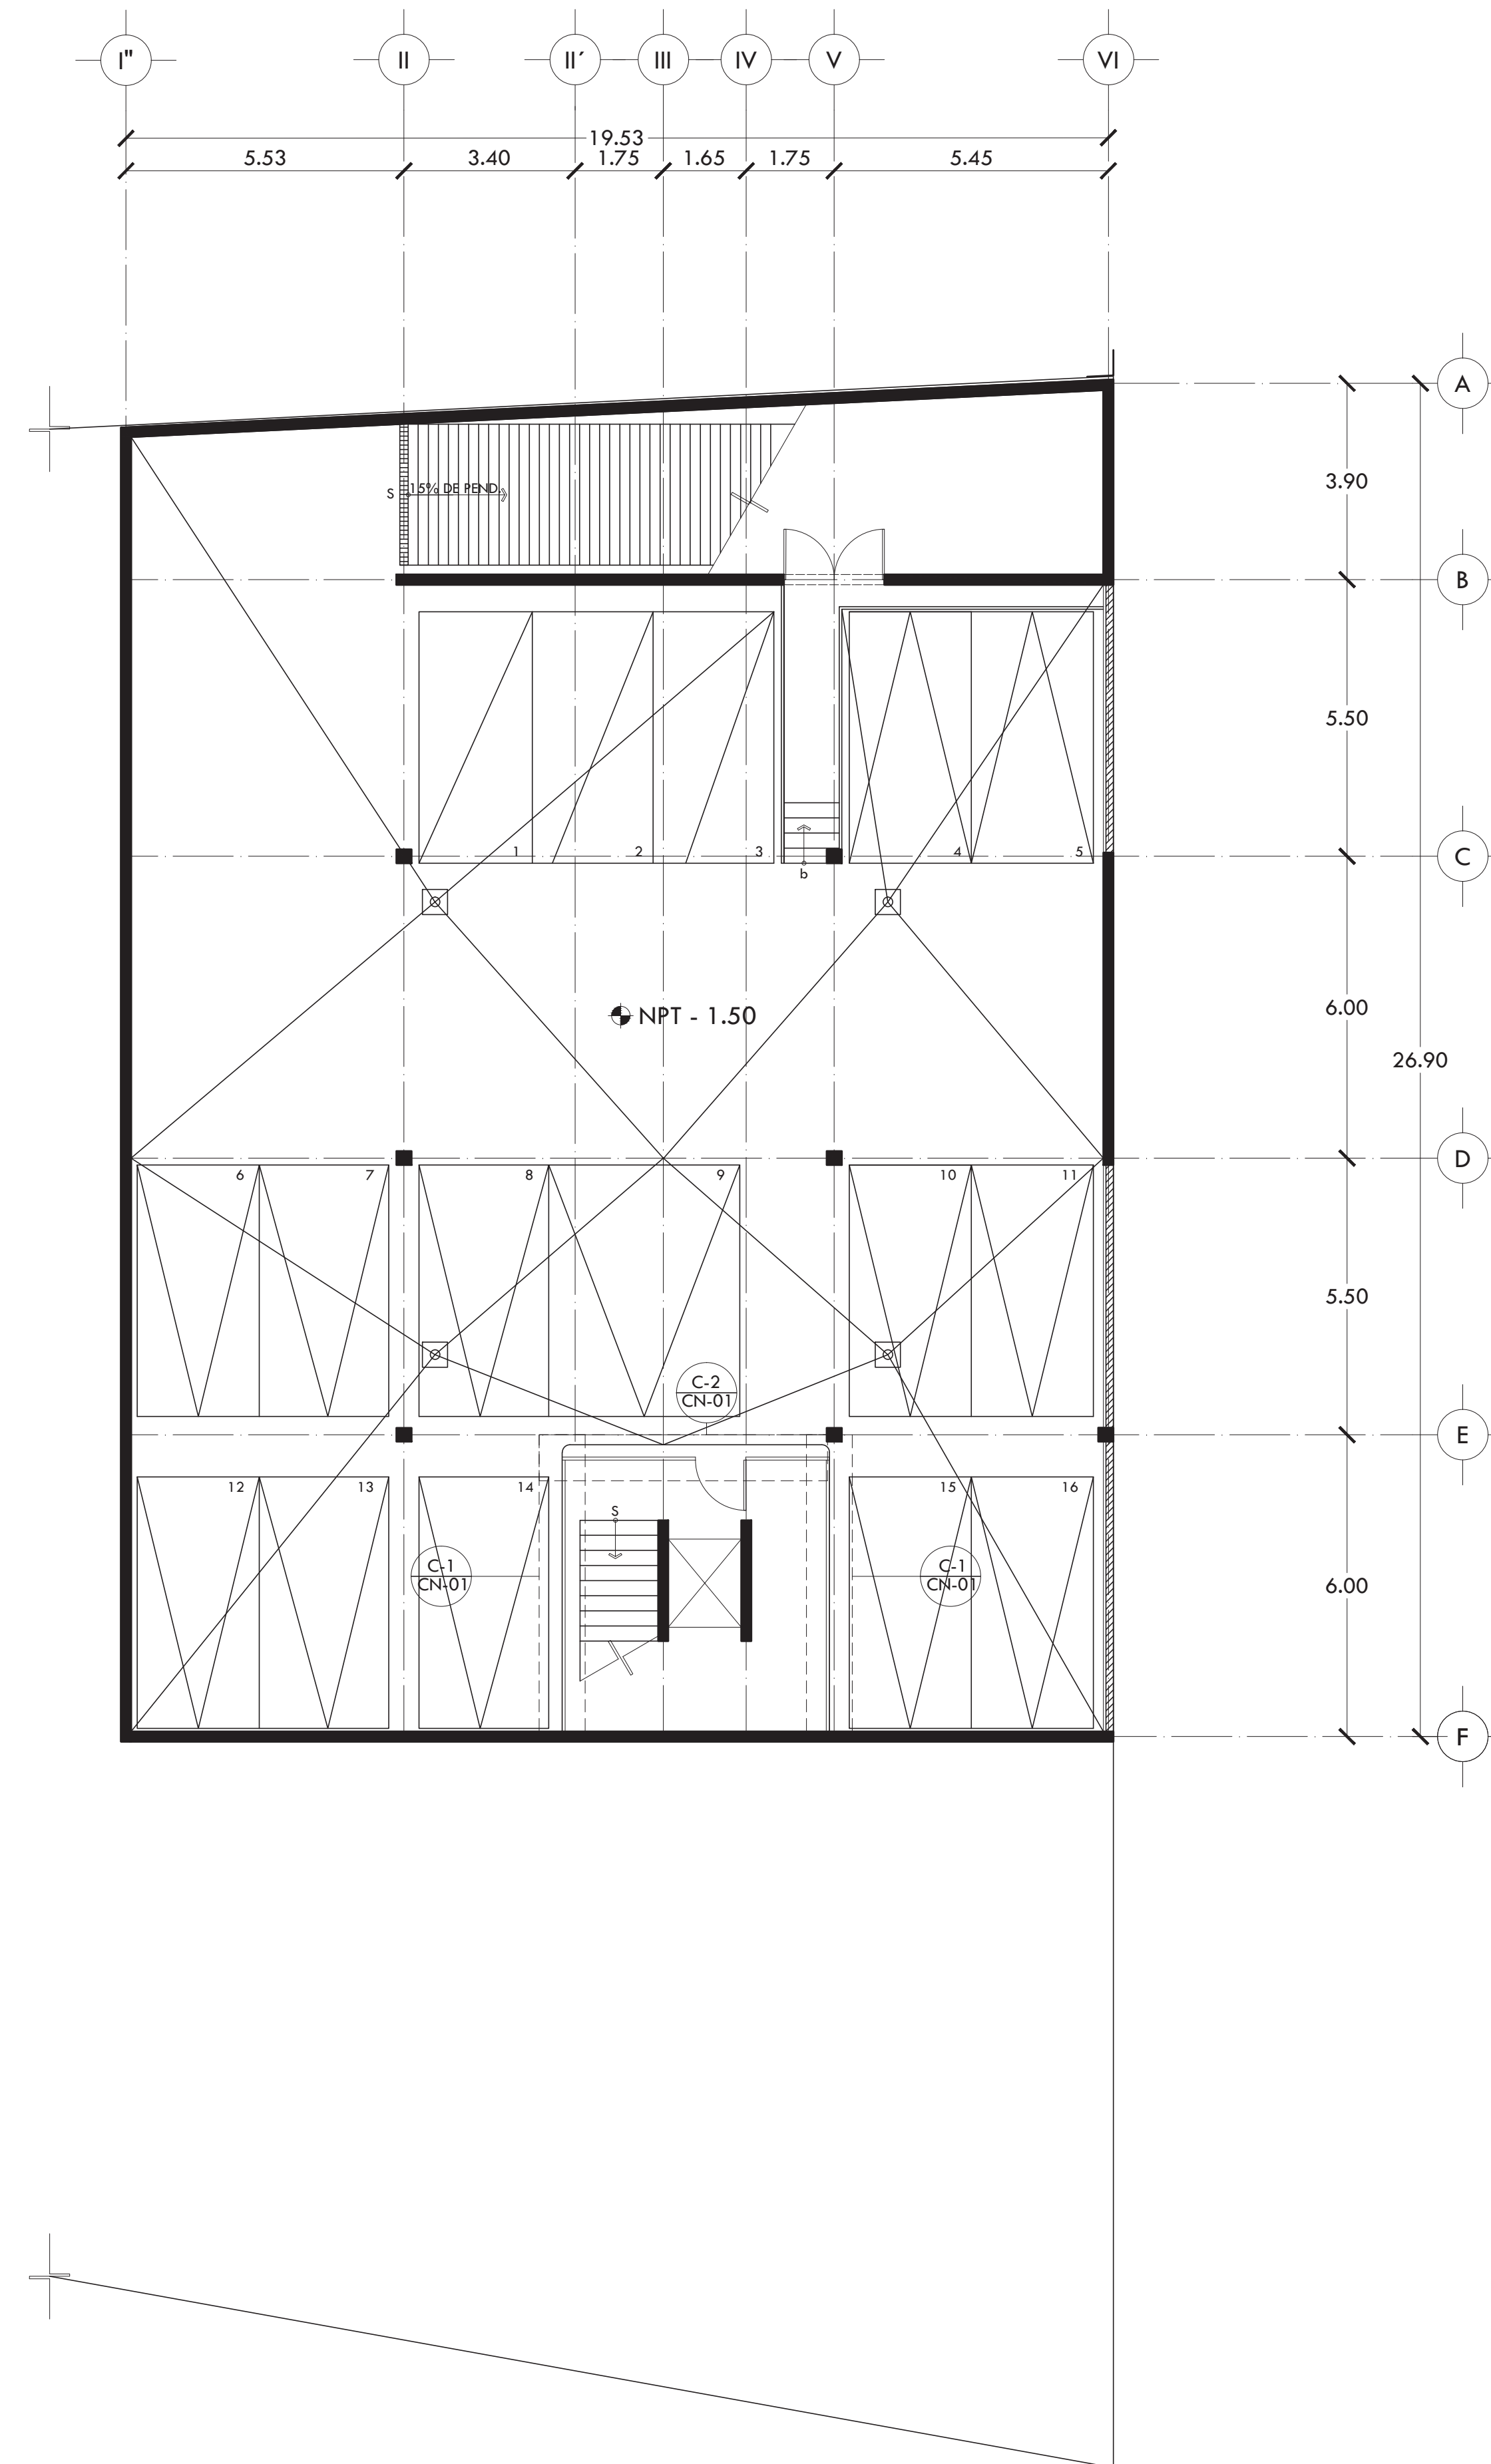 I" II II´ III IV V VI
19.53
5.53 3.40 1.75 1.65 1.75 5.45
A
3.90
S 15% DE PEND.
B
5.50
1 2 3 4 5
C
b
6.00
NPT - 1.50
26.90
D
6 7 8 9 10 11
5.50
C-2
CN-01
E
12 13 14 15 16
S
C-1
CN-01
C-1
CN-01
6.00
F